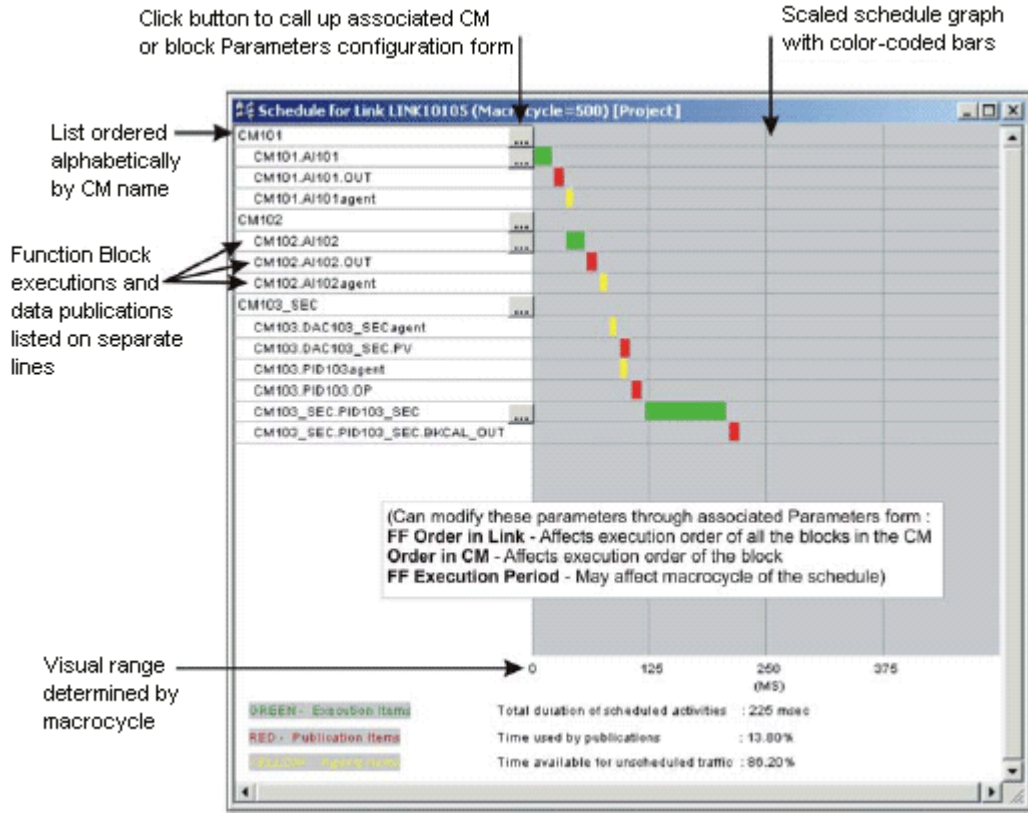 Click button to call up associated CM
or block Parameters configuration form
Scaled schedule graph
with color-coded bars
Schedule for Link LINK10105 (Macrocycle=500) [Project]
List ordered
alphabetically
by CM name
Function Block
executions and
data publications
listed on separate
lines
CM101
...
CM101.AI101
...
CM101.AI101.OUT
CM101.AI101agent
CM102
...
CM102.AI102
...
CM102.AI102.OUT
CM102.AI102agent
CM103_SEC
...
CM103.DAC103_SECagent
CM103.DAC103_SEC.PV
CM103.PID103agent
CM103.PID103.OP
CM103_SEC.PID103_SEC
...
CM103_SEC.PID103_SEC.BKCAL_OUT
(Can modify these parameters through associated Parameters form :
FF Order in Link - Affects execution order of all the blocks in the CM
Order in CM - Affects execution order of the block
FF Execution Period - May affect macrocycle of the schedule)
Visual range
determined by
macrocycle
0 125 250 375
(MS)
GREEN - Execution Items
Total duration of scheduled activities : 225 msec
RED - Publication Items
Time used by publications : 13.80%
YELLOW - Agent Items
Time available for unscheduled traffic : 86.20%